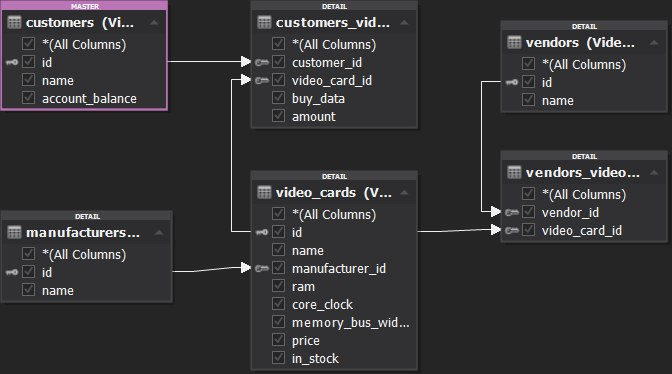 MASTER
customers (Vi...
*(All Columns)
id
name
account_balance
DETAIL
customers_vid...
*(All Columns)
customer_id
video_card_id
buy_data
amount
DETAIL
vendors (Vide...
*(All Columns)
id
name
DETAIL
manufacturers...
*(All Columns)
id
name
DETAIL
video_cards (V...
*(All Columns)
id
name
manufacturer_id
ram
core_clock
memory_bus_wid...
price
in_stock
DETAIL
vendors_video...
*(All Columns)
vendor_id
video_card_id